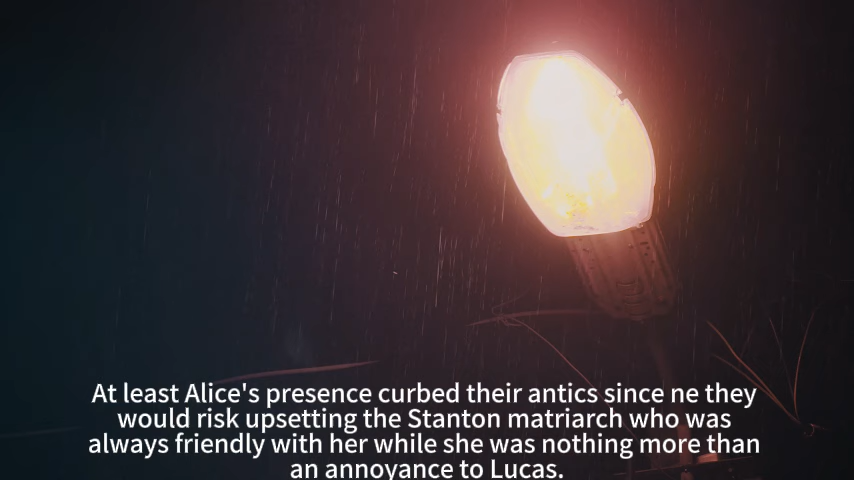 At least Alice's presence curbed their antics since ne they
would risk upsetting the Stanton matriarch who was
always friendly with her while she was nothing more than
an annoyance to Lucas.